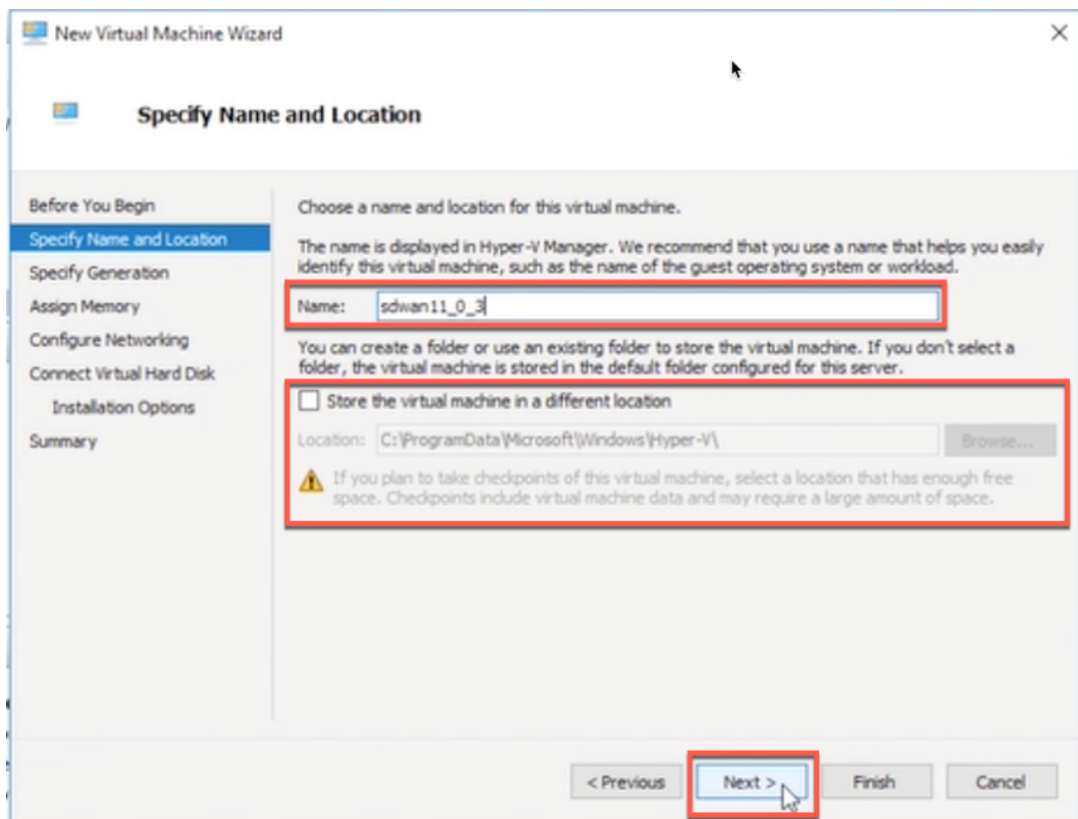 New Virtual Machine Wizard
Specify Name and Location
Before You Begin
Specify Name and Location
Specify Generation
Assign Memory
Configure Networking
Connect Virtual Hard Disk
Installation Options
Summary
Choose a name and location for this virtual machine.
The name is displayed in Hyper-V Manager. We recommend that you use a name that helps you easily
identify this virtual machine, such as the name of the guest operating system or workload.
Name: sdwan11_0_3
You can create a folder or use an existing folder to store the virtual machine. If you don't select a
folder, the virtual machine is stored in the default folder configured for this server.
Store the virtual machine in a different location
Location: C:\ProgramData\Microsoft\Windows\Hyper-V\ Browse...
If you plan to take checkpoints of this virtual machine, select a location that has enough free
space. Checkpoints include virtual machine data and may require a large amount of space.
< Previous Next > Finish Cancel